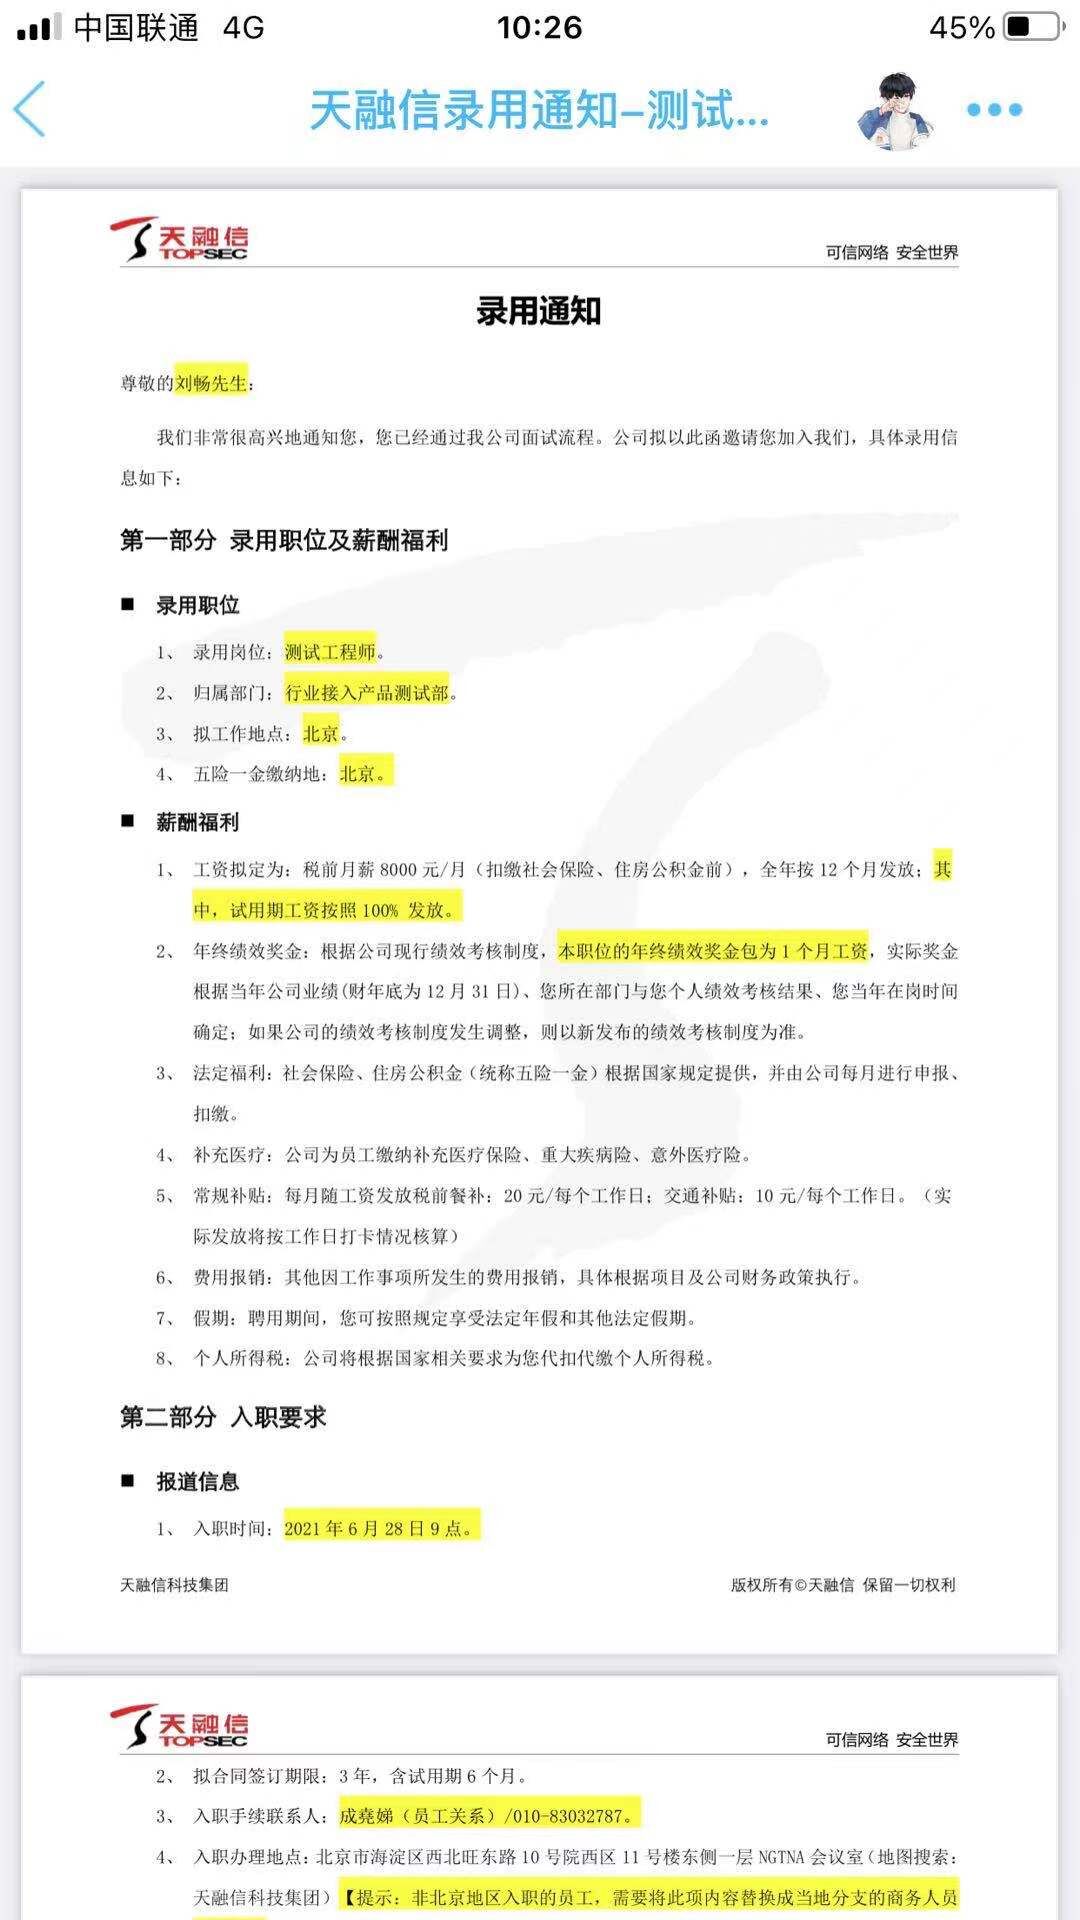 中国联通 4G 10:26 45%
天融信录用通知-测试...
天融信
TOPSEC
可信网络 安全世界
录用通知
尊敬的刘畅先生:
我们非常很高兴地通知您，您已经通过我公司面试流程。公司拟以此函邀请您加入我们，具体录用信
息如下：
第一部分 录用职位及薪酬福利
■ 录用职位
1、 录用岗位：测试工程师。
2、 归属部门：行业接入产品测试部。
3、 拟工作地点：北京。
4、 五险一金缴纳地：北京。
■ 薪酬福利
1、 工资拟定为：税前月薪 8000 元/月（扣缴社会保险、住房公积金前），全年按 12 个月发放；其
中，试用期工资按照 100% 发放。
2、 年终绩效奖金：根据公司现行绩效考核制度，本职位的年终绩效奖金包为 1 个月工资，实际奖金
根据当年公司业绩(财年底为 12 月 31 日)、您所在部门与您个人绩效考核结果、您当年在岗时间
确定；如果公司的绩效考核制度发生调整，则以新发布的绩效考核制度为准。
3、 法定福利：社会保险、住房公积金（统称五险一金）根据国家规定提供，并由公司每月进行申报、
扣缴。
4、 补充医疗：公司为员工缴纳补充医疗保险、重大疾病险、意外医疗险。
5、 常规补贴：每月随工资发放税前餐补：20 元/每个工作日；交通补贴：10 元/每个工作日。（实
际发放将按工作日打卡情况核算）
6、 费用报销：其他因工作事项所发生的费用报销，具体根据项目及公司财务政策执行。
7、 假期：聘用期间，您可按照规定享受法定年假和其他法定假期。
8、 个人所得税：公司将根据国家相关要求为您代扣代缴个人所得税。
第二部分 入职要求
■ 报道信息
1、 入职时间：2021 年 6 月 28 日 9 点。
天融信科技集团 版权所有©天融信 保留一切权利
天融信
TOPSEC
可信网络 安全世界
2、 拟合同签订期限：3 年，含试用期 6 个月。
3、 入职手续联系人：成堯娣（员工关系）/010-83032787。
4、 入职办理地点：北京市海淀区西北旺东路 10 号院西区 11 号楼东侧一层 NGTNA 会议室（地图搜索：
天融信科技集团）【提示：非北京地区入职的员工，需要将此项内容替换成当地分支的商务人员